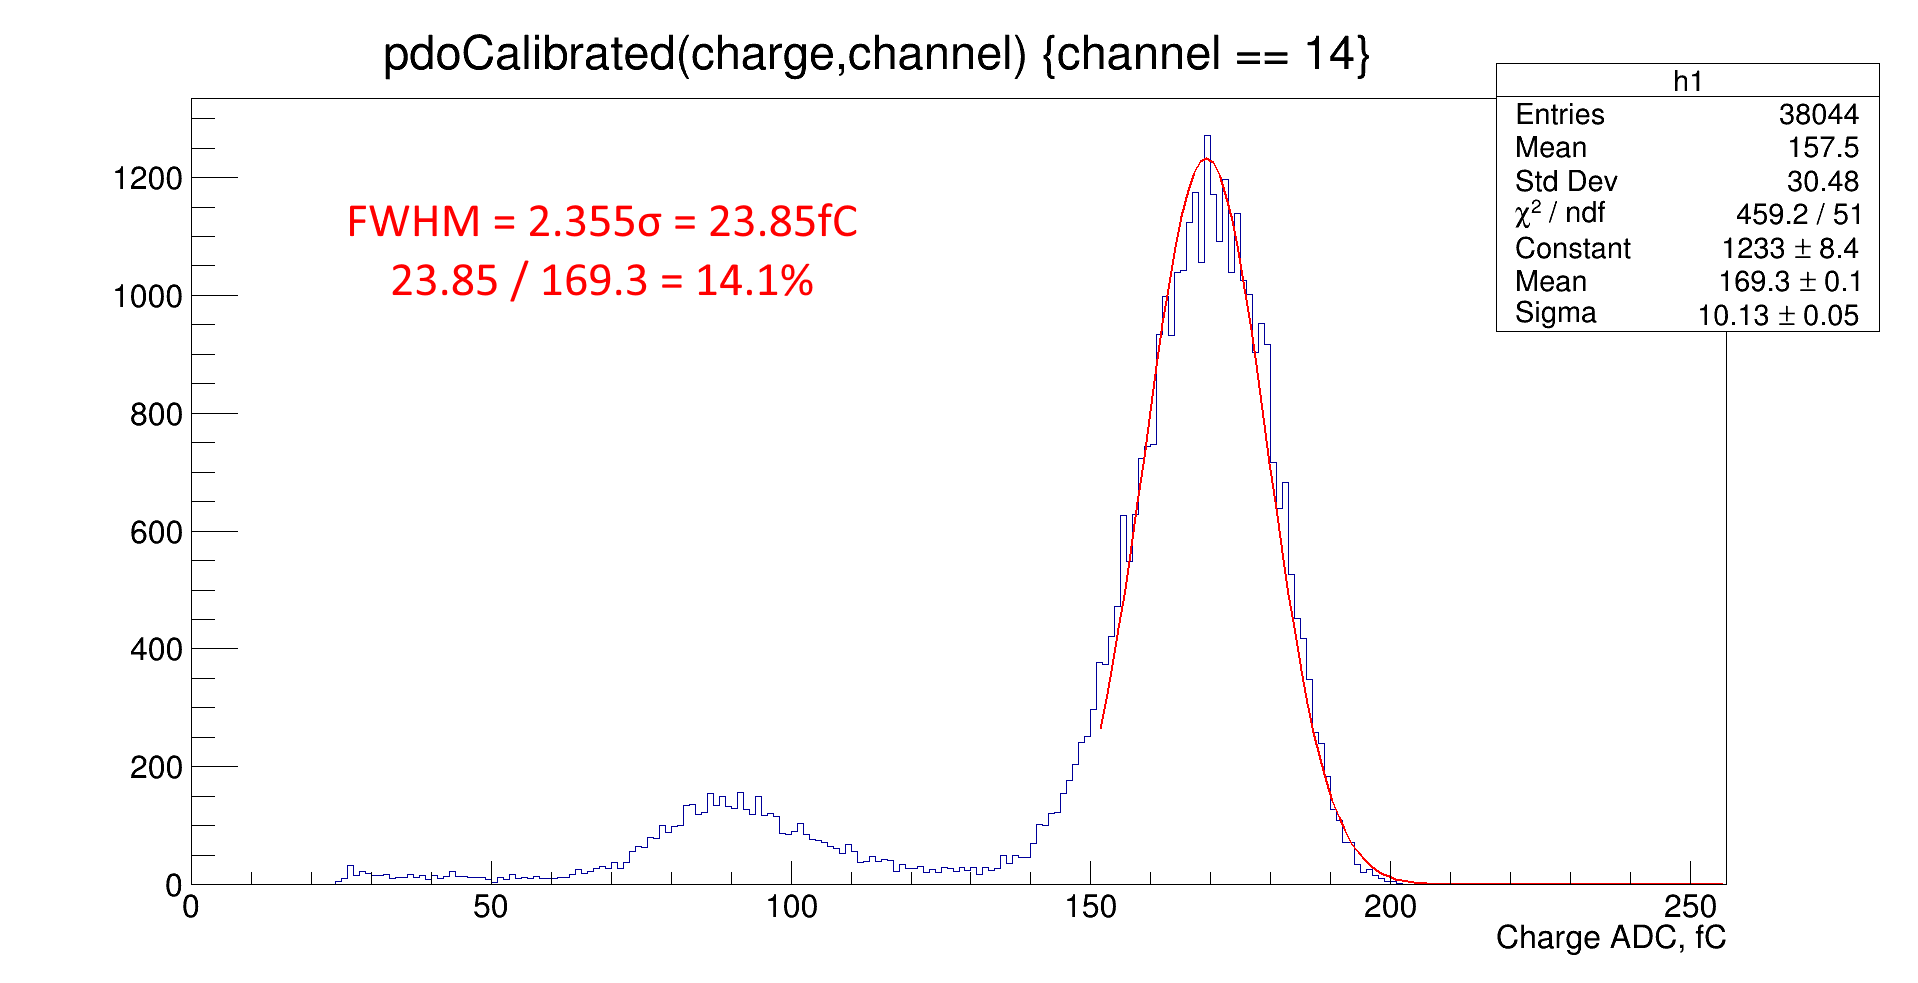 pdoCalibrated(charge,channel) {channel == 14}
h1
Entries 38044
Mean 157.5
Std Dev 30.48
χ² / ndf 459.2 / 51
Constant 1233 ± 8.4
Mean 169.3 ± 0.1
Sigma 10.13 ± 0.05
FWHM = 2.355σ = 23.85fC
23.85 / 169.3 = 14.1%
1200
1000
800
600
400
200
0
0 50 100 150 200 250
Charge ADC, fC